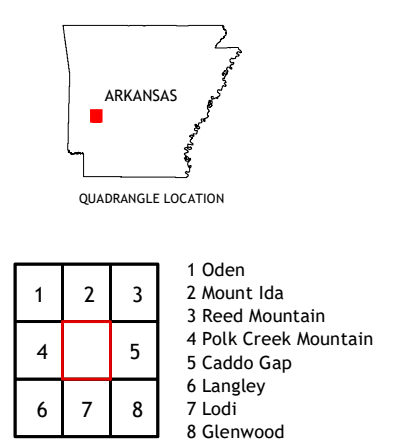 ARKANSAS
QUADRANGLE LOCATION
1 2 3
4 5
6 7 8
1 Oden
2 Mount Ida
3 Reed Mountain
4 Polk Creek Mountain
5 Caddo Gap
6 Langley
7 Lodi
8 Glenwood